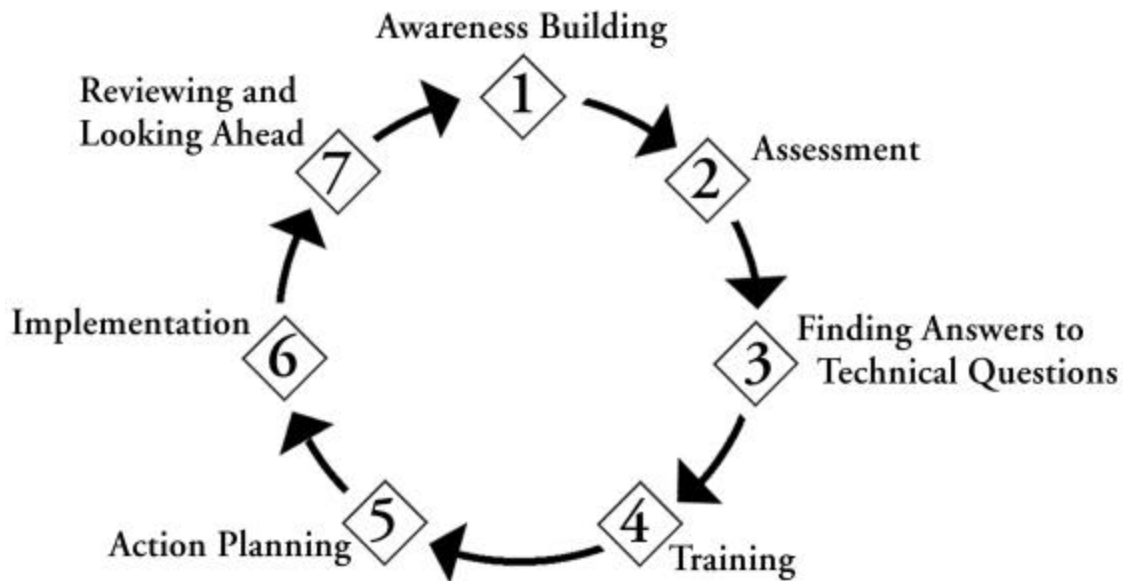 Awareness Building
1
Assessment
2
Finding Answers to
Technical Questions
3
Training
4
Action Planning
5
Implementation
6
Reviewing and
Looking Ahead
7